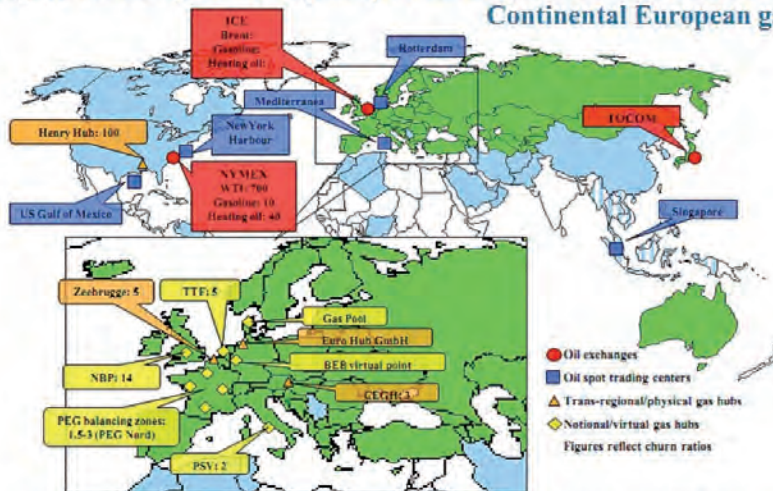 Continental European g
ICE
Brent:
Gasoline:
Heating oil:
Rotterdam
Mediterranea
Henry Hub: 100
NewYork
Harbour
TOCOM
NYMEX
WTI: 700
Gasoline: 10
Heating oil: 40
US Gulf of Mexico
Singapore
Zeebrugge: 5
TTF: 5
Gas Pool
Euro Hub GmbH
NBP: 14
BEB virtual point
CEGH: 3
PEG balancing zones:
1.5-3 (PEG Nord)
PSV: 2
Oil exchanges
Oil spot trading centers
Trans-regional/physical gas hubs
Notional/virtual gas hubs
Figures reflect churn ratios